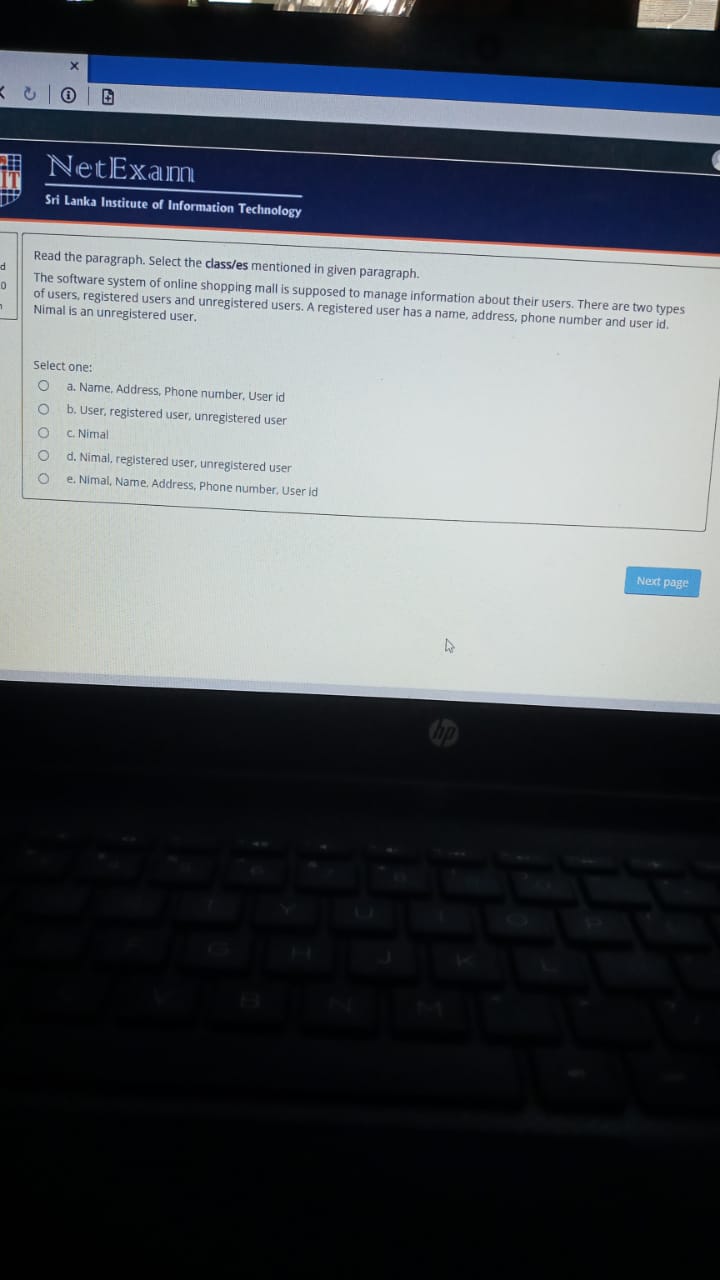 NetExam
Sri Lanka Institute of Information Technology
Read the paragraph. Select the class/es mentioned in given paragraph.
The software system of online shopping mall is supposed to manage information about their users. There are two types
of users, registered users and unregistered users. A registered user has a name, address, phone number and user id.
Nimal is an unregistered user.
Select one:
a. Name, Address, Phone number, User id
b. User, registered user, unregistered user
c. Nimal
d. Nimal, registered user, unregistered user
e. Nimal, Name, Address, Phone number, User id
Next page
hp
Y U O P
G H J K L
V B N M